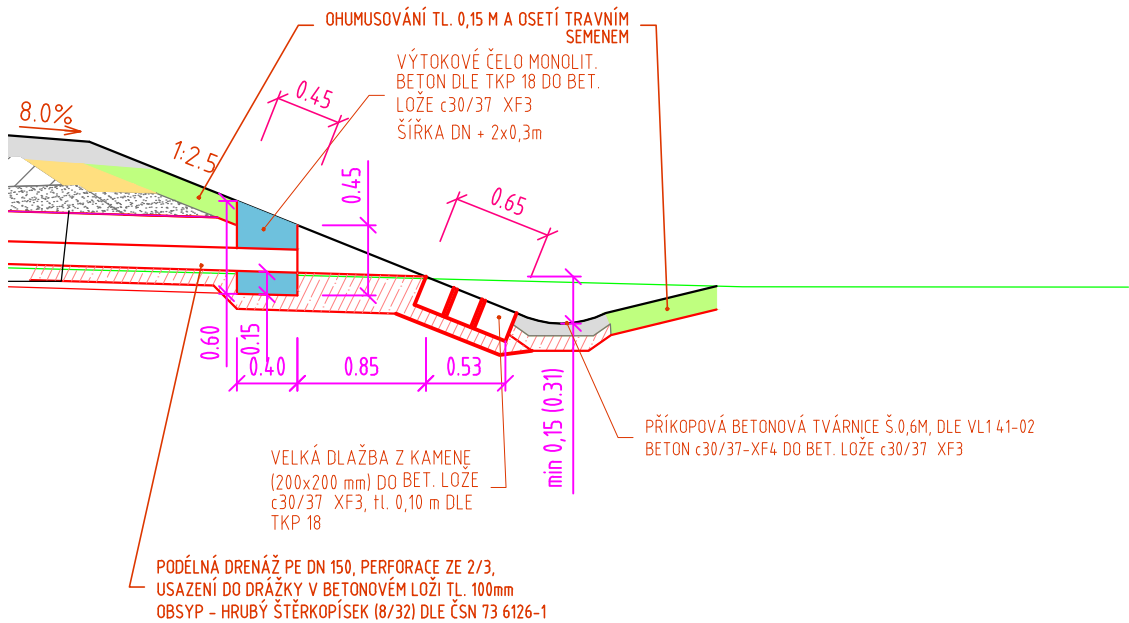 OHUMUSOVÁNÍ TL. 0,15 M A OSETÍ TRAVNÍM
SEMENEM
VÝTOKOVÉ ČELO MONOLIT.
BETON DLE TKP 18 DO BET.
LOŽE c30/37 XF3
ŠÍŘKA DN + 2x0,3m
0.45
8.0%
1:2.5
0.45
0.65
0.60
0.15
0.40
0.85
0.53
min 0,15 (0.31)
PŘÍKOPOVÁ BETONOVÁ TVÁRNICE Š.0,6M, DLE VL1 41-02
BETON c30/37-XF4 DO BET. LOŽE c30/37 XF3
VELKÁ DLAŽBA Z KAMENE
(200x200 mm) DO BET. LOŽE
c30/37 XF3, tl. 0,10 m DLE
TKP 18
PODÉLNÁ DRENÁŽ PE DN 150, PERFORACE ZE 2/3,
USAZENÍ DO DRÁŽKY V BETONOVÉM LOŽI TL. 100mm
OBSYP - HRUBÝ ŠTĚRKOPÍSEK (8/32) DLE ČSN 73 6126-1